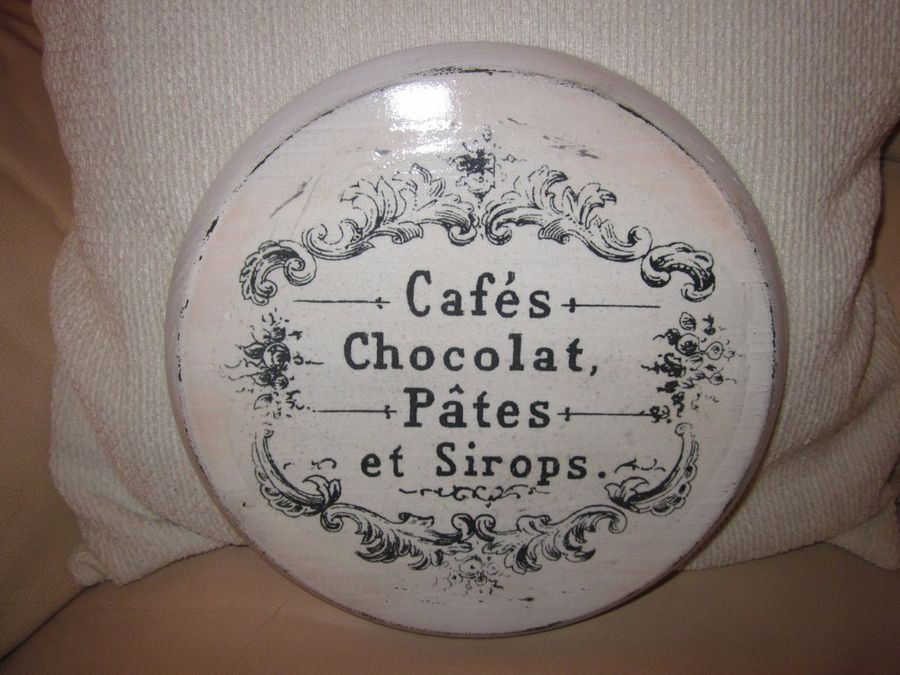 Cafés
Chocolat,
Pâtes
et Sirops.